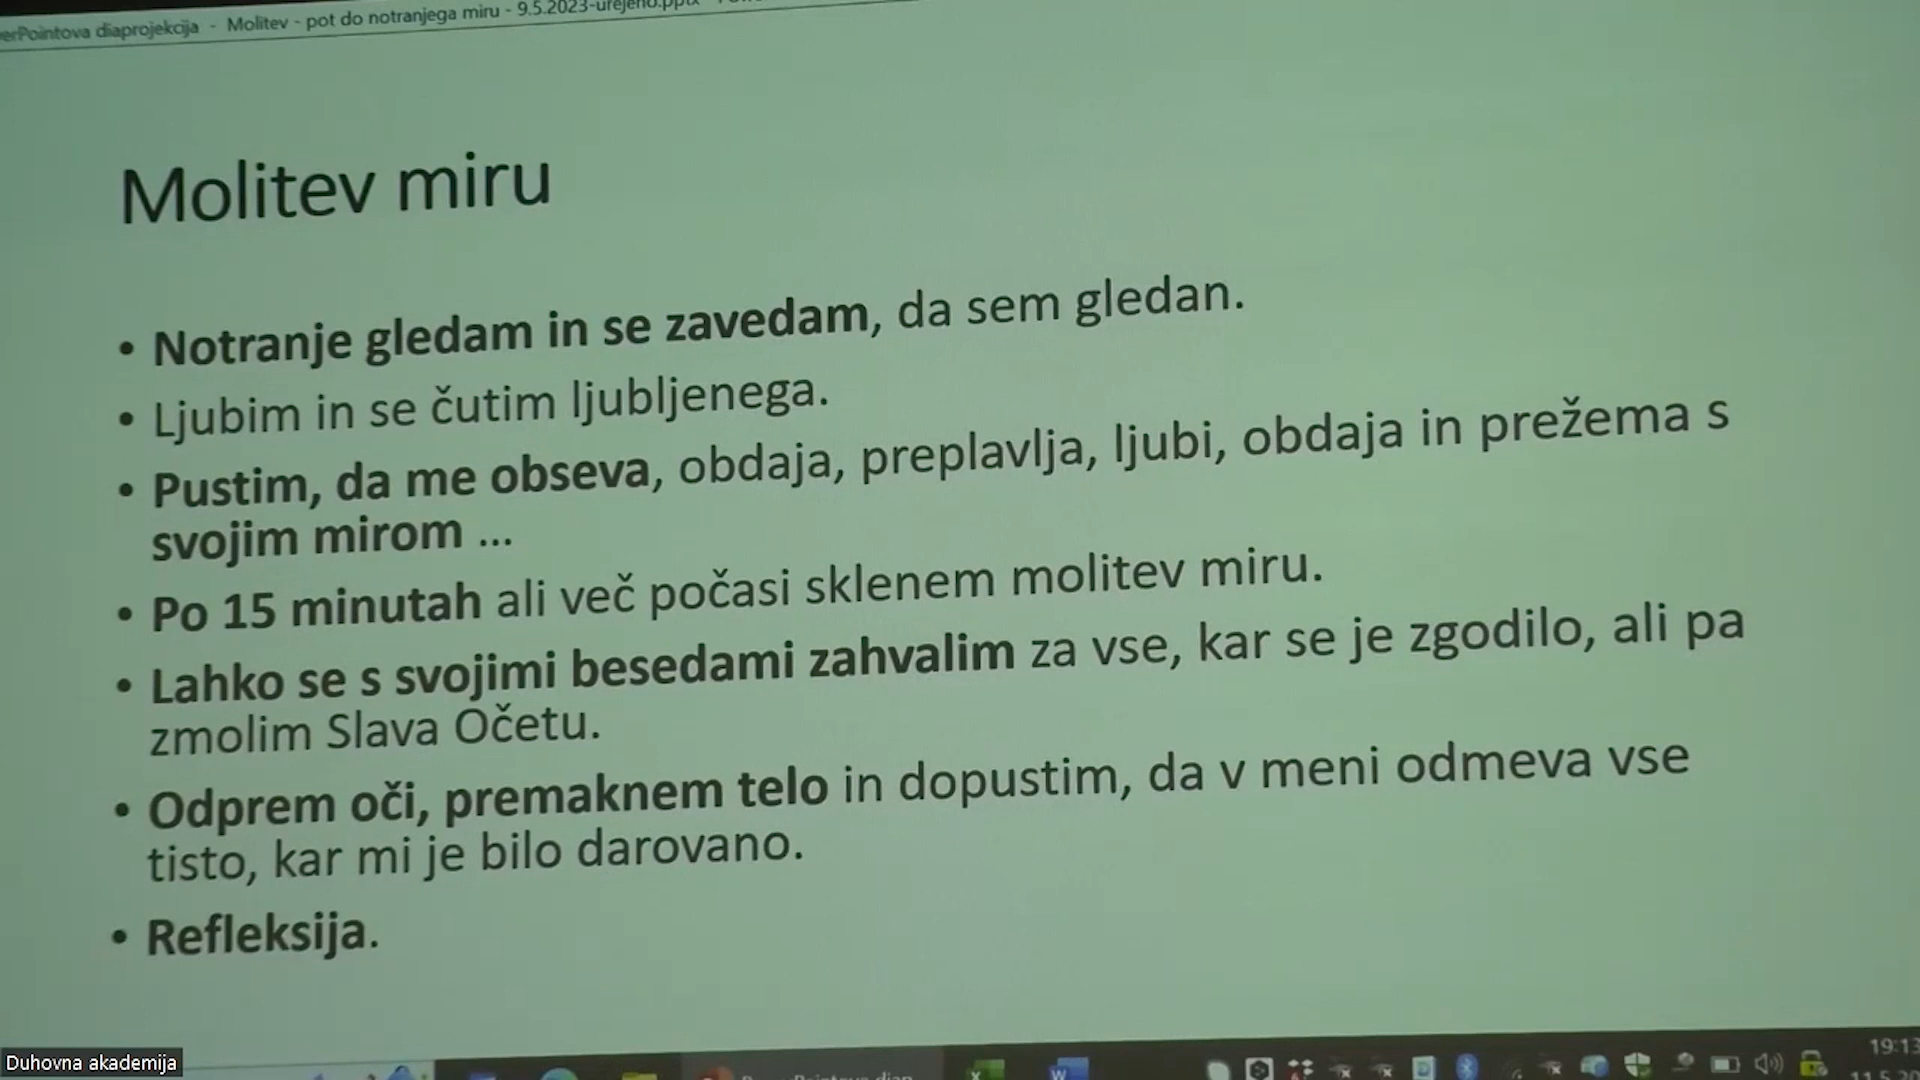 erPointova diaprojekcija - Molitev - pot do notranjega miru - 9.5.2023-urejeno.pptx
Molitev miru
• Notranje gledam in se zavedam, da sem gledan.
• Ljubim in se čutim ljubljenega.
• Pustim, da me obseva, obdaja, preplavlja, ljubi, obdaja in prežema s
svojim mirom ...
• Po 15 minutah ali več počasi sklenem molitev miru.
• Lahko se s svojimi besedami zahvalim za vse, kar se je zgodilo, ali pa
zmolim Slava Očetu.
• Odprem oči, premaknem telo in dopustim, da v meni odmeva vse
tisto, kar mi je bilo darovano.
• Refleksija.
Duhovna akademija
19:13